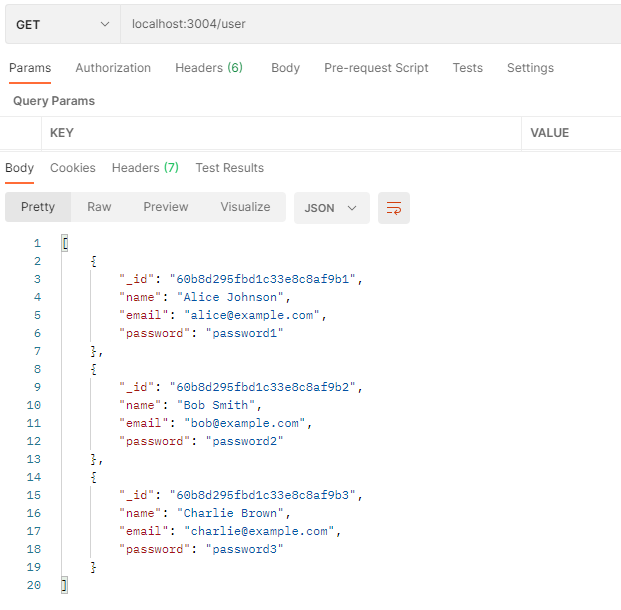 GET localhost:3004/user
Params Authorization Headers (6) Body Pre-request Script Tests Settings
Query Params
KEY VALUE
Body Cookies Headers (7) Test Results
Pretty Raw Preview Visualize JSON
1 [
2 {
3 "_id": "60b8d295fbd1c33e8c8af9b1",
4 "name": "Alice Johnson",
5 "email": "alice@example.com",
6 "password": "password1"
7 },
8 {
9 "_id": "60b8d295fbd1c33e8c8af9b2",
10 "name": "Bob Smith",
11 "email": "bob@example.com",
12 "password": "password2"
13 },
14 {
15 "_id": "60b8d295fbd1c33e8c8af9b3",
16 "name": "Charlie Brown",
17 "email": "charlie@example.com",
18 "password": "password3"
19 }
20 ]